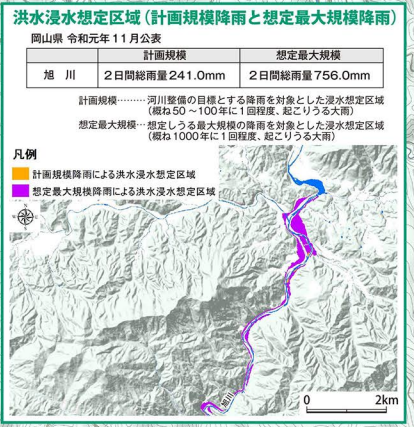 洪水浸水想定区域（計画規模降雨と想定最大規模降雨）
岡山県 令和元年11月公表
計画規模 想定最大規模
旭 川 2日間総雨量241.0mm 2日間総雨量756.0mm
計画規模………河川整備の目標とする降雨を対象とした浸水想定区域
（概ね50～100年に1回程度、起こりうる大雨）
想定最大規模…想定しうる最大規模の降雨を対象とした浸水想定区域
（概ね1000年に1回程度、起こりうる大雨）
凡例
計画規模降雨による洪水浸水想定区域
想定最大規模降雨による洪水浸水想定区域
旭川
0 2km